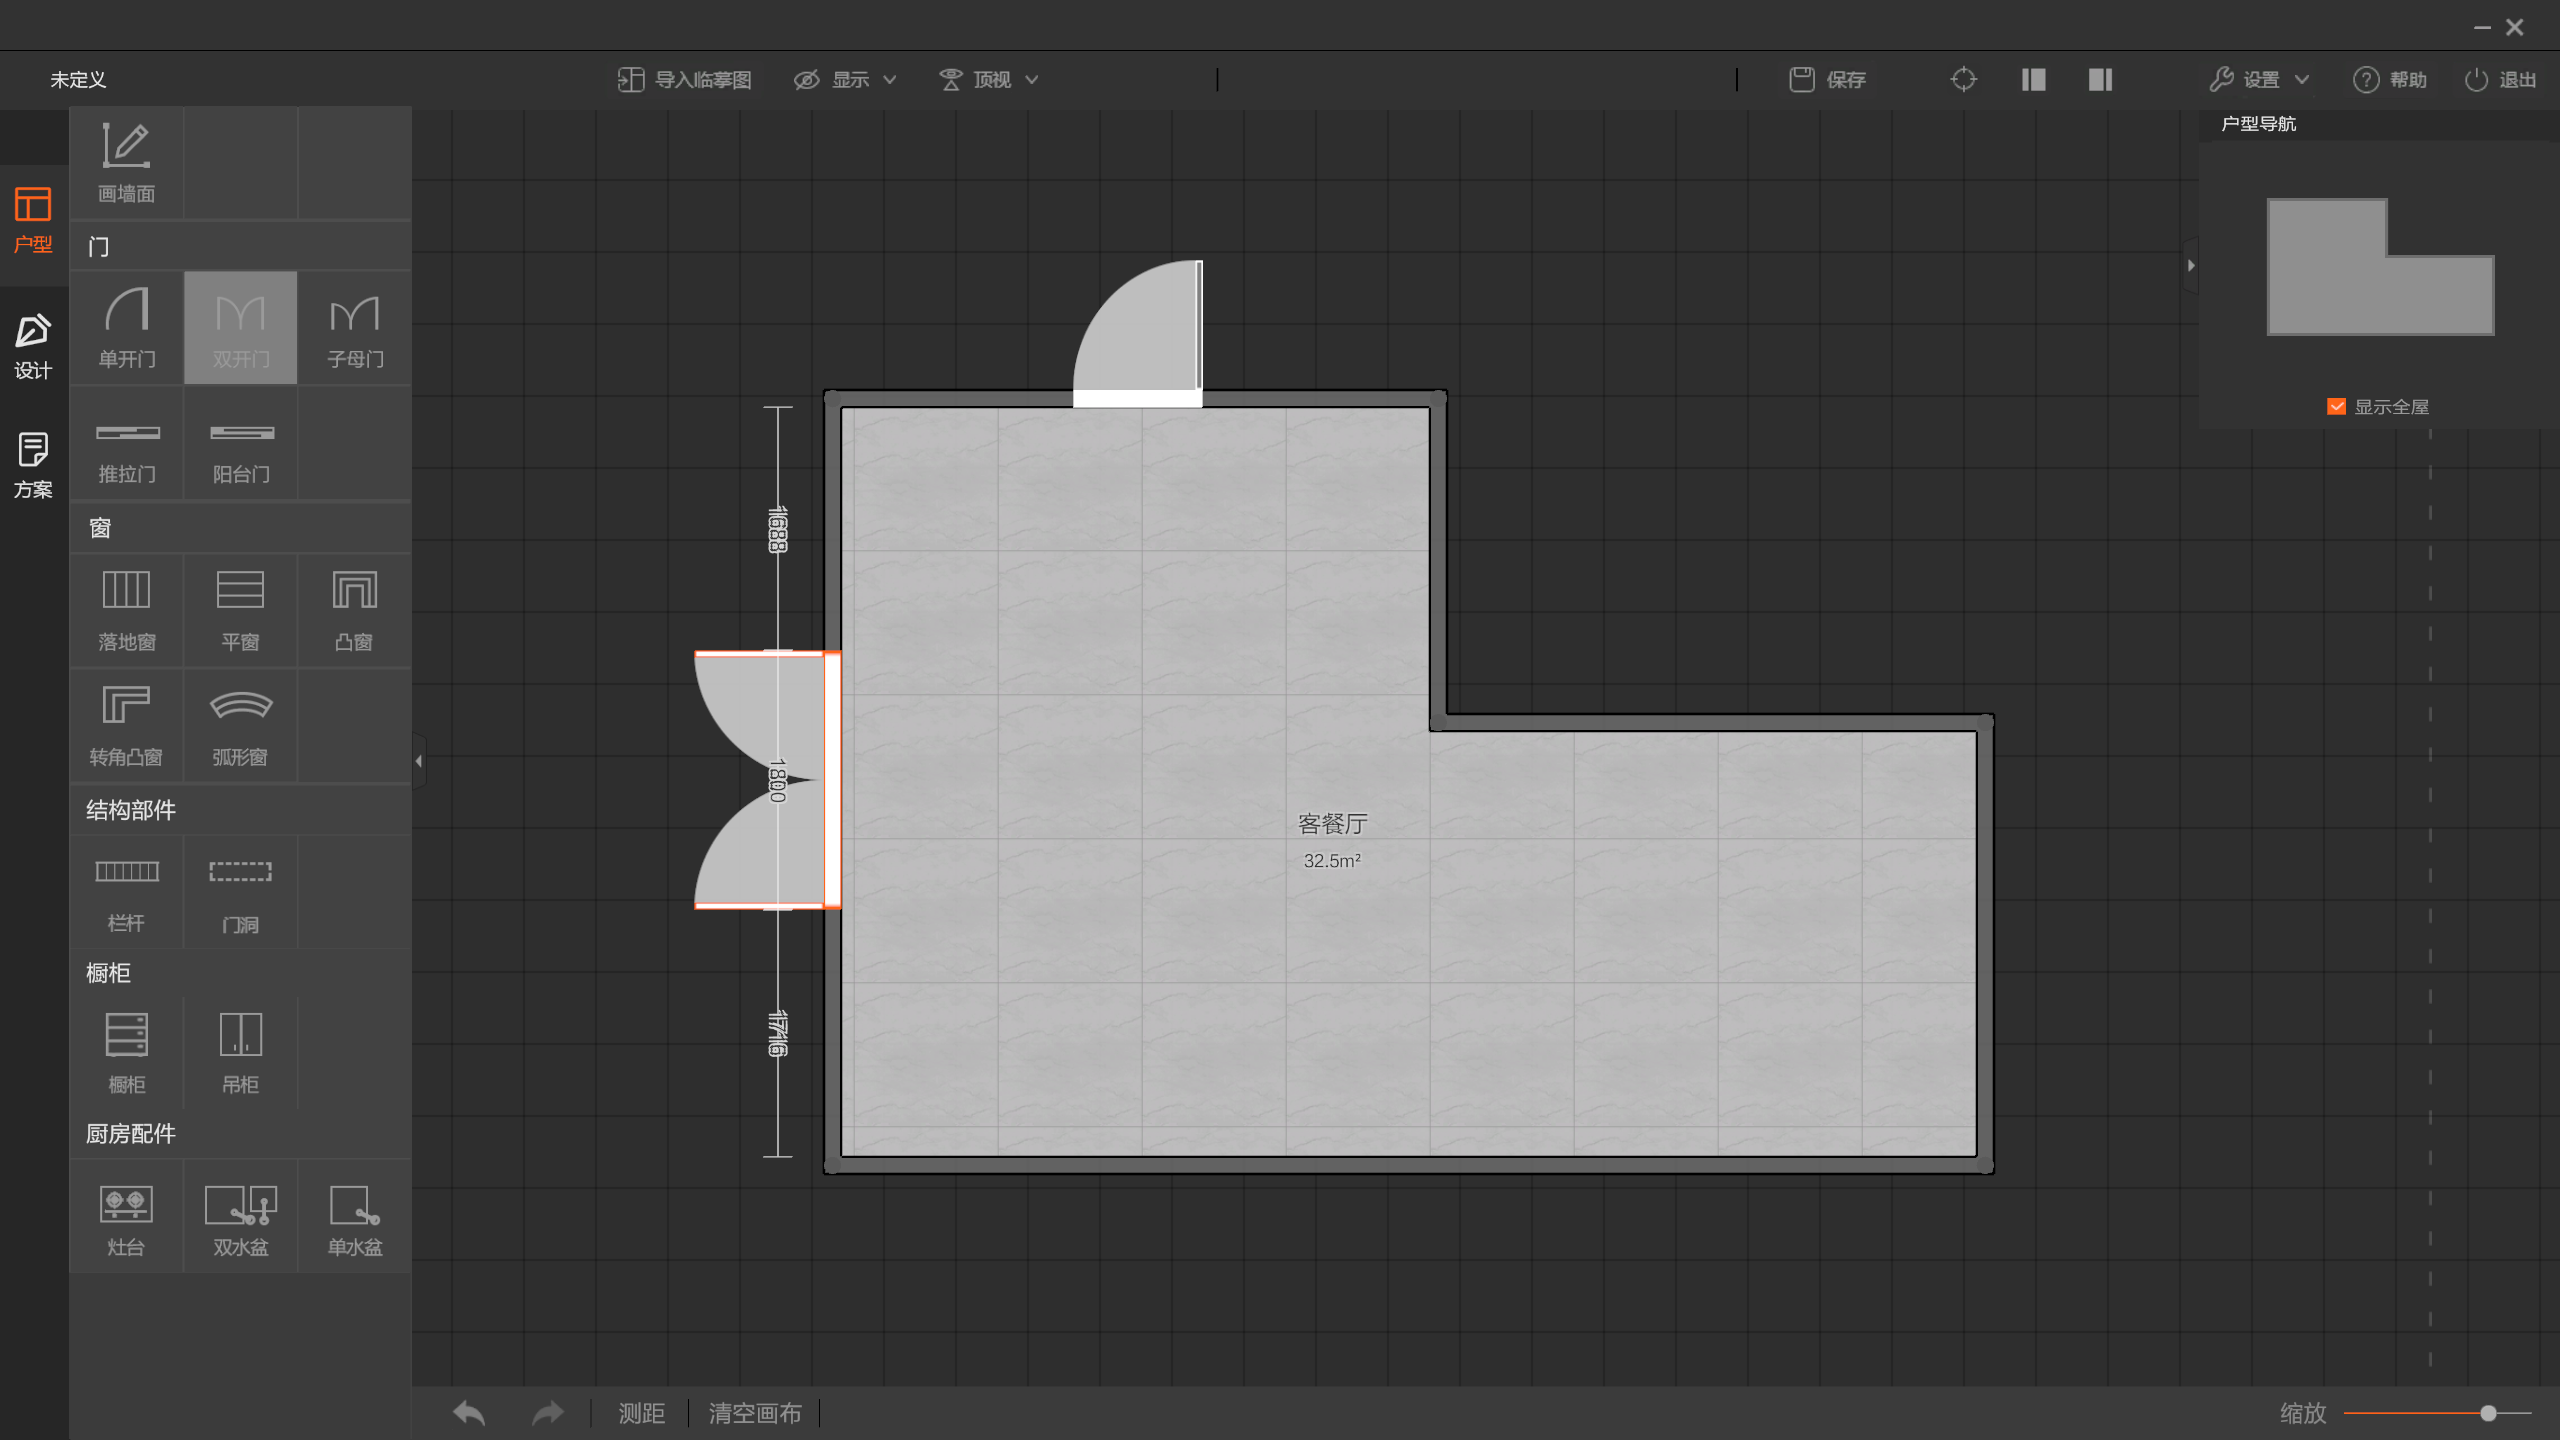 未定义
导入临摹图 显示 顶视 保存 设置 帮助 退出
户型导航
显示全屋
户型
设计
方案
画墙面
门
单开门 双开门 子母门
推拉门 阳台门
窗
落地窗 平窗 凸窗
转角凸窗 弧形窗
结构部件
栏杆 门洞
橱柜
橱柜 吊柜
厨房配件
灶台 双水盆 单水盆
1800
客餐厅
32.5m²
测距 清空画布 缩放